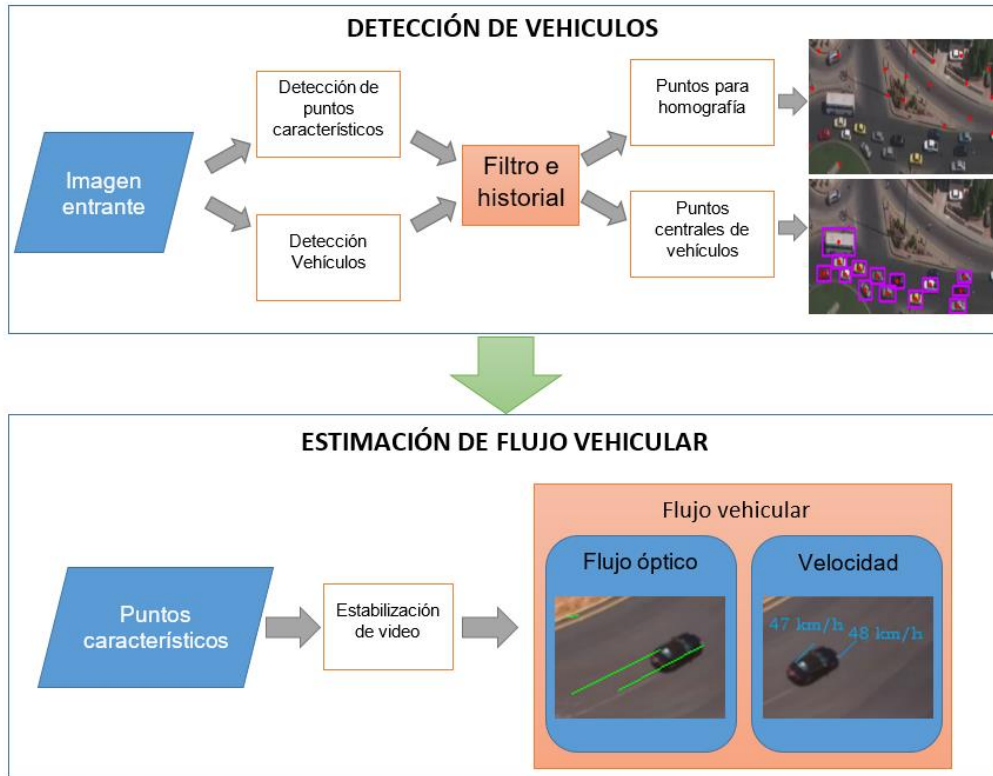 DETECCIÓN DE VEHICULOS
Imagen
entrante
Detección de
puntos
característicos
Detección
Vehículos
Filtro e
historial
Puntos para
homografía
Puntos
centrales de
vehículos
ESTIMACIÓN DE FLUJO VEHICULAR
Puntos
característicos
Estabilización
de video
Flujo vehicular
Flujo óptico
Velocidad
47 km/h
48 km/h